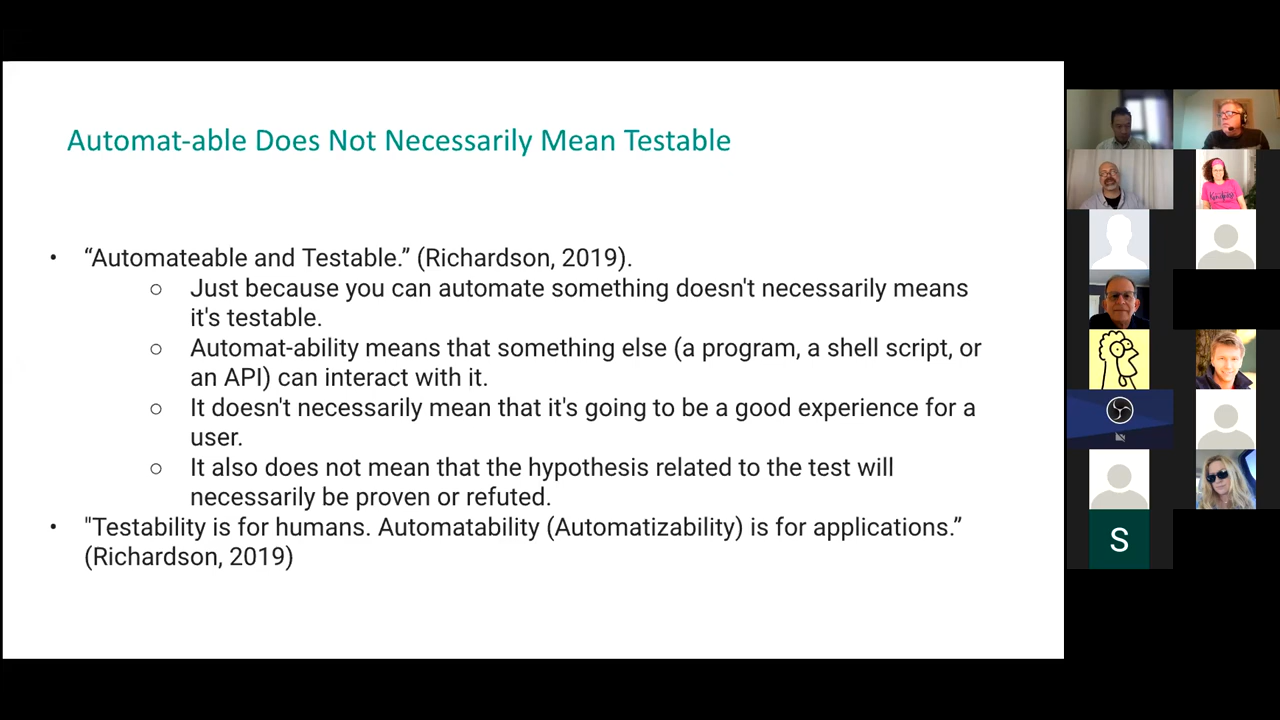 Automat-able Does Not Necessarily Mean Testable
• “Automateable and Testable.” (Richardson, 2019).
○ Just because you can automate something doesn't necessarily means
it's testable.
○ Automat-ability means that something else (a program, a shell script, or
an API) can interact with it.
○ It doesn't necessarily mean that it's going to be a good experience for a
user.
○ It also does not mean that the hypothesis related to the test will
necessarily be proven or refuted.
• "Testability is for humans. Automatability (Automatizability) is for applications.”
(Richardson, 2019)
S